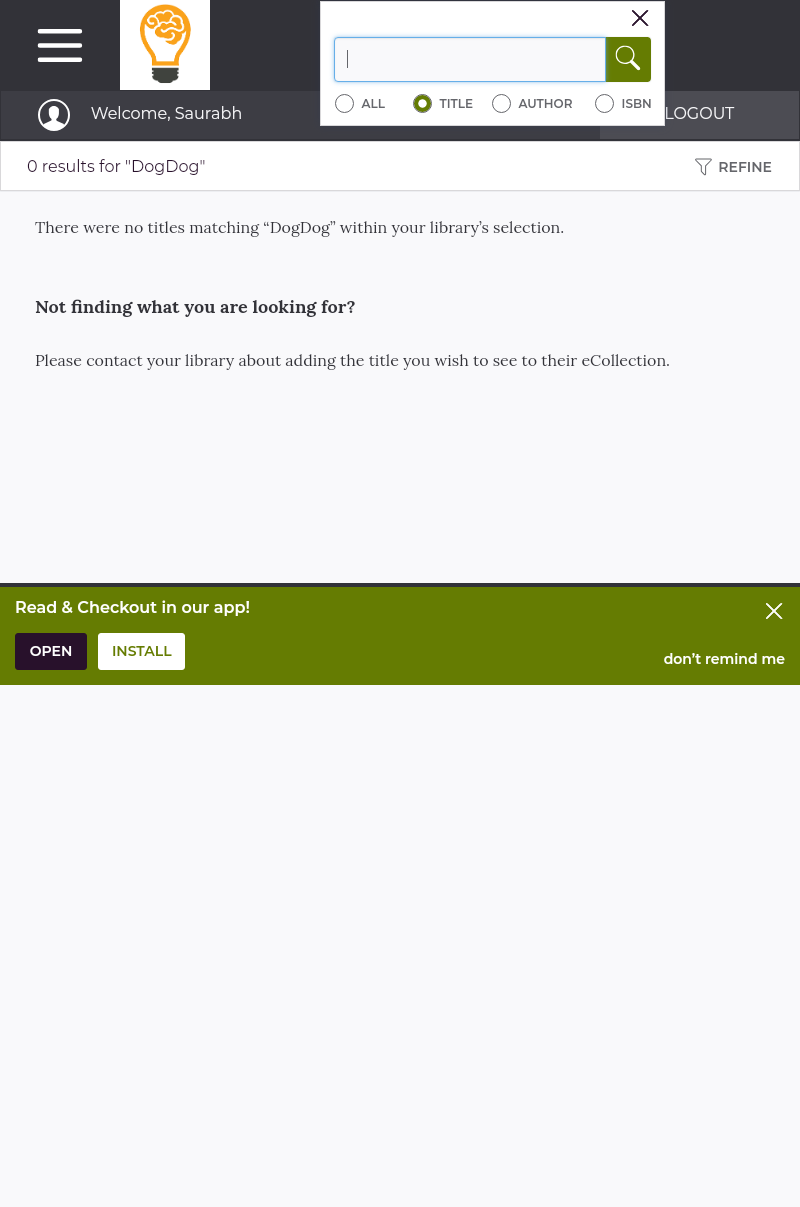 ALL TITLE AUTHOR ISBN
Welcome, Saurabh
LOGOUT
0 results for "DogDog"
REFINE
There were no titles matching “DogDog” within your library’s selection.
Not finding what you are looking for?
Please contact your library about adding the title you wish to see to their eCollection.
Read & Checkout in our app!
OPEN INSTALL
don’t remind me